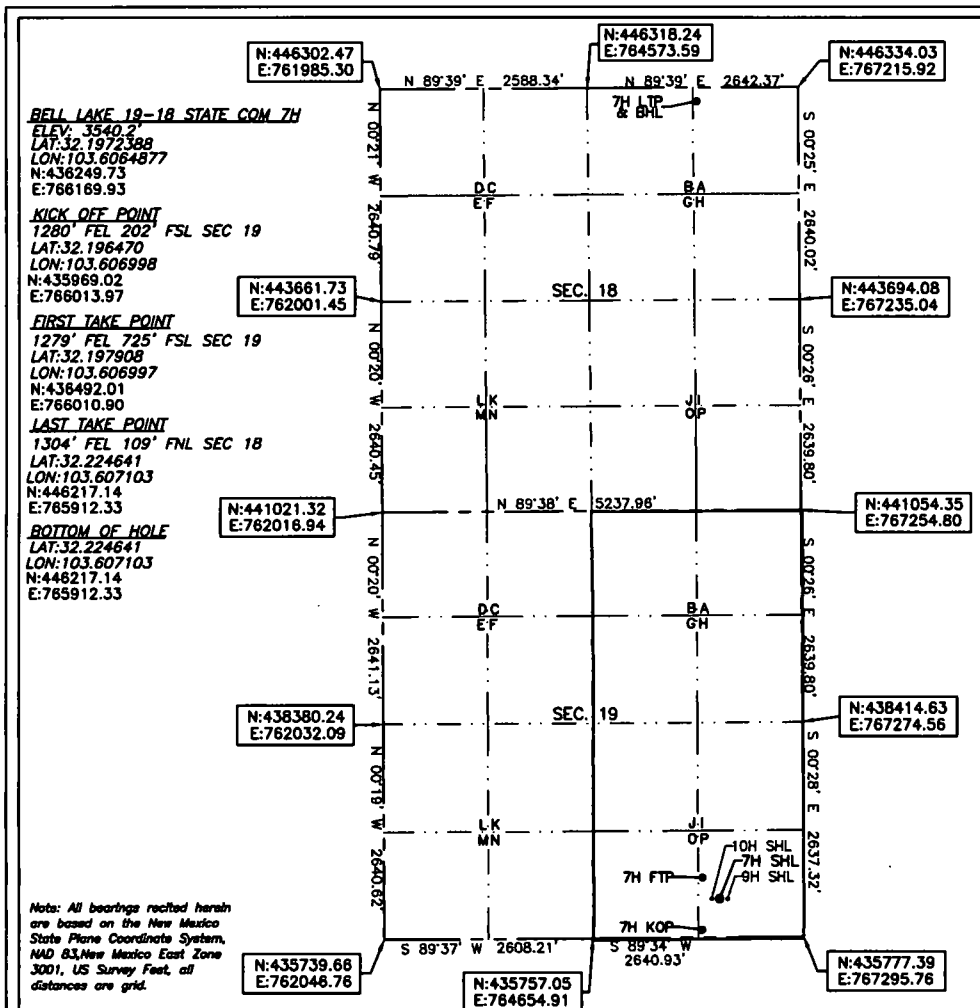 N:446302.47
E:761985.30
N:446318.24
E:764573.59
N:446334.03
E:767215.92
N 89°39' E 2588.34'
N 89°39' E 2642.37'
BELL LAKE 19-18 STATE COM 7H
ELEV: 3540.2'
LAT:32.1972388
LON:103.6064877
N:436249.73
E:766169.93
KICK OFF POINT
1280' FEL 202' FSL SEC 19
LAT:32.196470
LON:103.606998
N:435969.02
E:766013.97
FIRST TAKE POINT
1279' FEL 725' FSL SEC 19
LAT:32.197908
LON:103.606997
N:436492.01
E:766010.90
LAST TAKE POINT
1304' FEL 109' FNL SEC 18
LAT:32.224641
LON:103.607103
N:446217.14
E:765912.33
BOTTOM OF HOLE
LAT:32.224641
LON:103.607103
N:446217.14
E:765912.33
7H LTP
& BHL
N 00°21' W 2640.79'
S 00°25' E 2640.02'
D C
E F
B A
G H
N:443661.73
E:762001.45
SEC. 18
N:443694.08
E:767235.04
N 00°20' W 2640.45'
S 00°26' E 2639.80'
L K
M N
J I
O P
N:441021.32
E:762016.94
N 89°38' E 5237.96'
N:441054.35
E:767254.80
N 00°20' W 2641.13'
S 00°26' E 2639.80'
D C
E F
B A
G H
N:438380.24
E:762032.09
SEC. 19
N:438414.63
E:767274.56
N 00°19' W 2640.62'
S 00°28' E 2637.32'
L K
M N
J I
O P
10H SHL
7H SHL
9H SHL
7H FTP
7H KOP
Note: All bearings recited herein
are based on the New Mexico
State Plane Coordinate System,
NAD 83,New Mexico East Zone
3001, US Survey Feet, all
distances are grid.
S 89°37' W 2608.21'
S 89°34' W
2640.93'
N:435739.66
E:762046.76
N:435757.05
E:764654.91
N:435777.39
E:767295.76